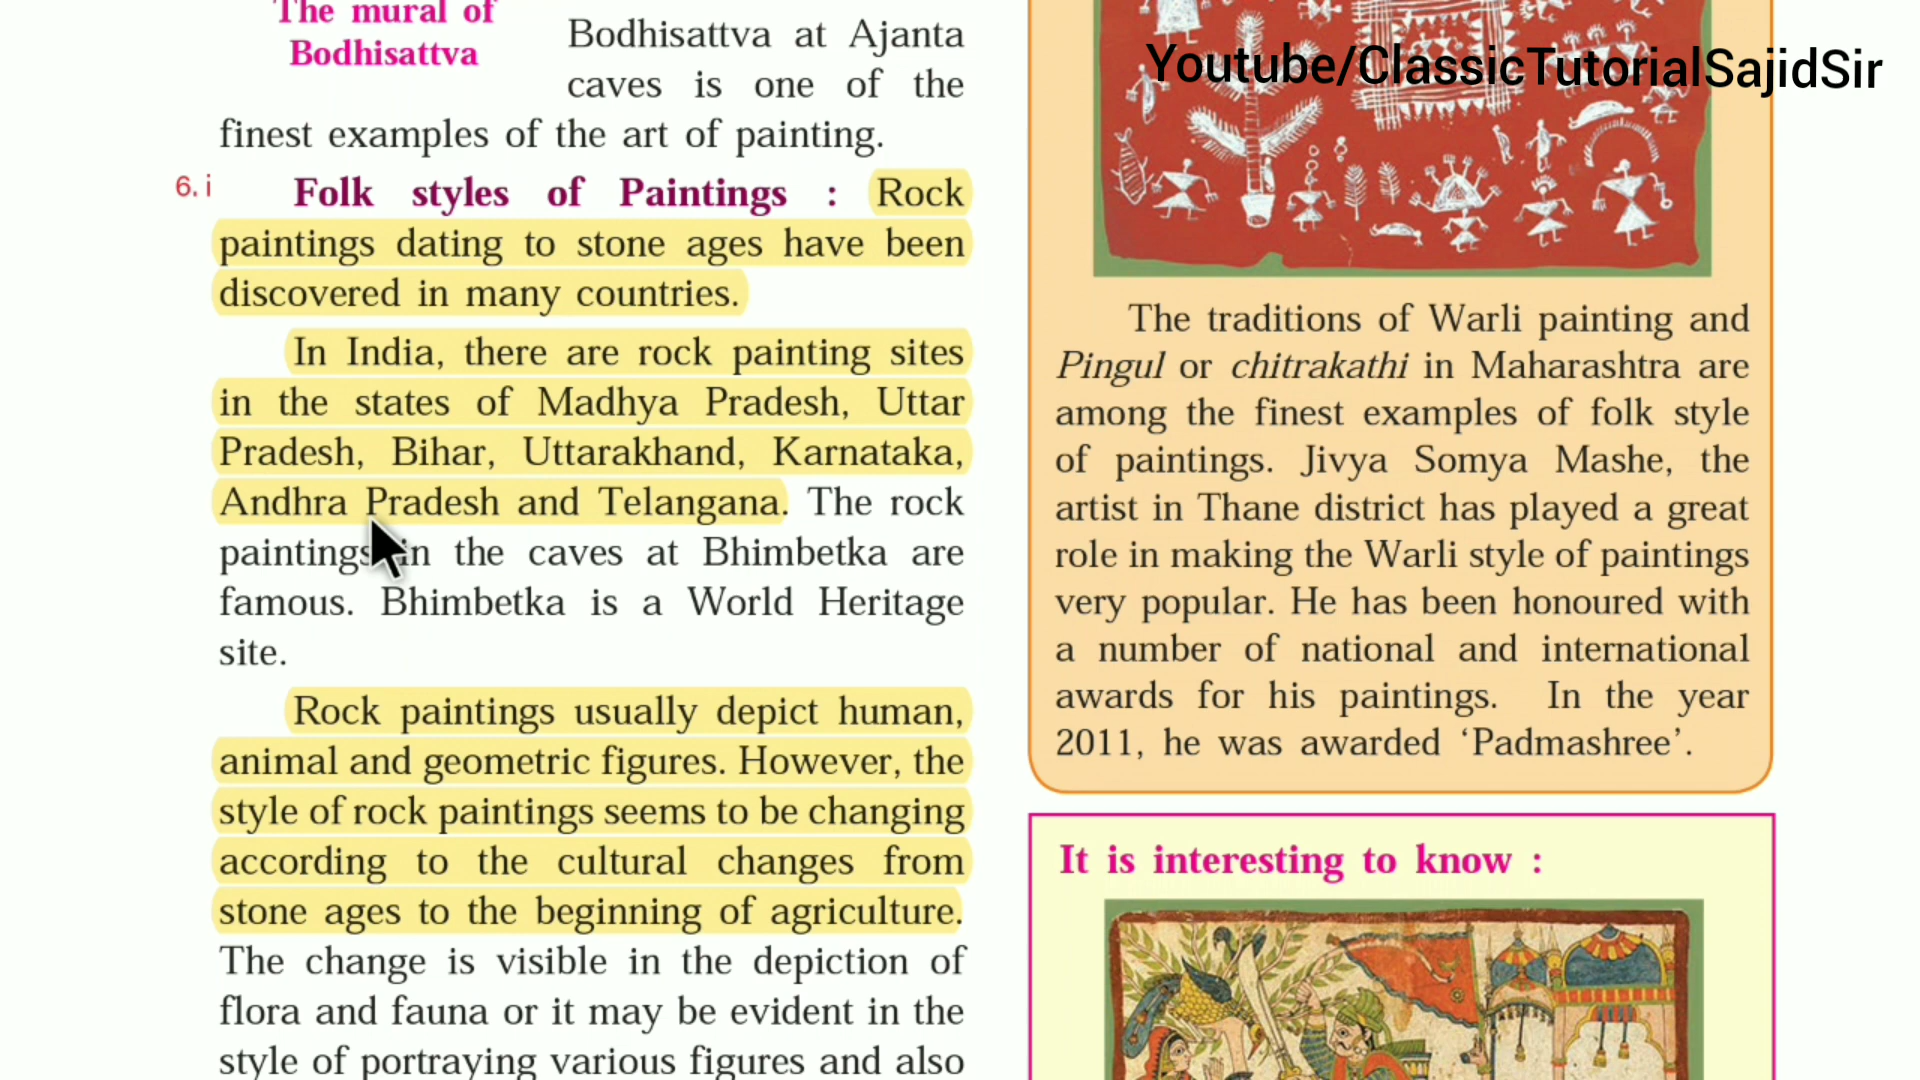 The mural of
Bodhisattva
Bodhisattva at Ajanta
caves is one of the
finest examples of the art of painting.
6. i
Folk styles of Paintings : Rock
paintings dating to stone ages have been
discovered in many countries.
In India, there are rock painting sites
in the states of Madhya Pradesh, Uttar
Pradesh, Bihar, Uttarakhand, Karnataka,
Andhra Pradesh and Telangana. The rock
paintings in the caves at Bhimbetka are
famous. Bhimbetka is a World Heritage
site.
Rock paintings usually depict human,
animal and geometric figures. However, the
style of rock paintings seems to be changing
according to the cultural changes from
stone ages to the beginning of agriculture.
The change is visible in the depiction of
flora and fauna or it may be evident in the
style of portraying various figures and also
Youtube/ClassicTutorialSajidSir
The traditions of Warli painting and
Pingul or chitrakathi in Maharashtra are
among the finest examples of folk style
of paintings. Jivya Somya Mashe, the
artist in Thane district has played a great
role in making the Warli style of paintings
very popular. He has been honoured with
a number of national and international
awards for his paintings. In the year
2011, he was awarded ‘Padmashree’.
It is interesting to know :